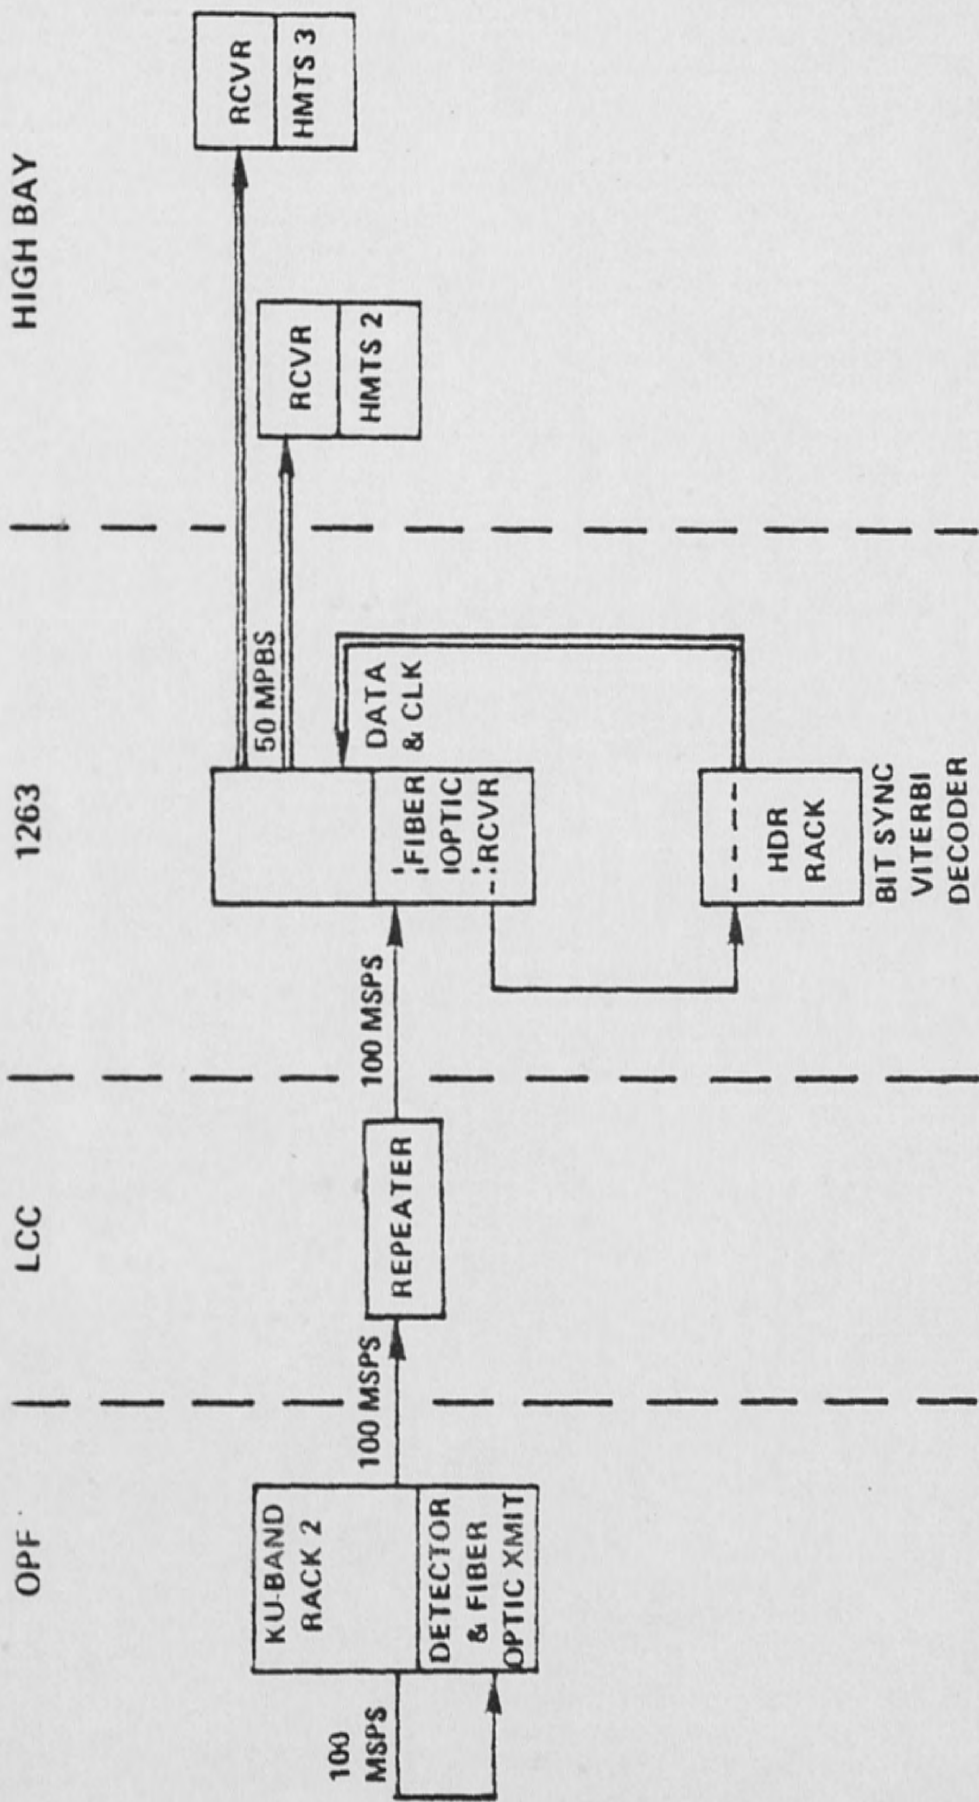 OPF
LCC
1263
HIGH BAY
KU-BAND
RACK 2
DETECTOR
& FIBER
OPTIC XMIT
100
MSPS
100 MSPS
REPEATER
100 MSPS
FIBER
OPTIC
RCVR
50 MPBS
DATA
& CLK
HDR
RACK
BIT SYNC
VITERBI
DECODER
RCVR
HMTS 2
RCVR
HMTS 3